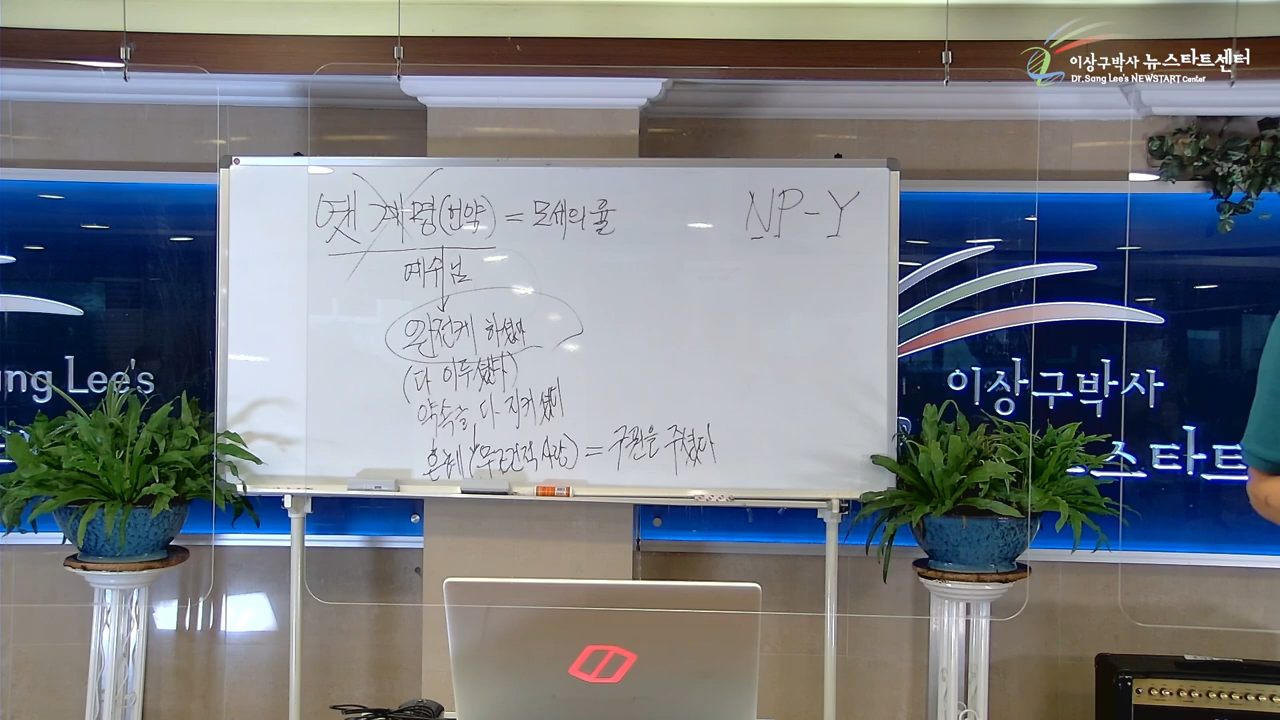 이상구박사 뉴스타트센터
Dr. Sang Lee's NEWSTART Center
옛 계명(언약) = 모세의 율
NP-Y
예수님
완전케 하셨다
(다 이루셨다)
약속을 다 지키셨다
은혜(무조건적 사랑) = 구원을 주셨다
ang Lee's
이상구박사
스타트